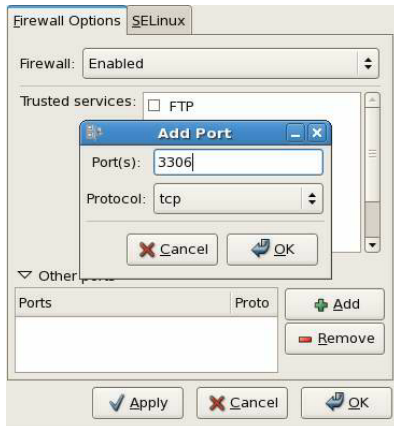 Firewall Options SELinux
Firewall: Enabled
Trusted services: FTP
Add Port
Port(s): 3306
Protocol: tcp
Cancel OK
Other
Ports Proto Add
Remove
Apply Cancel OK